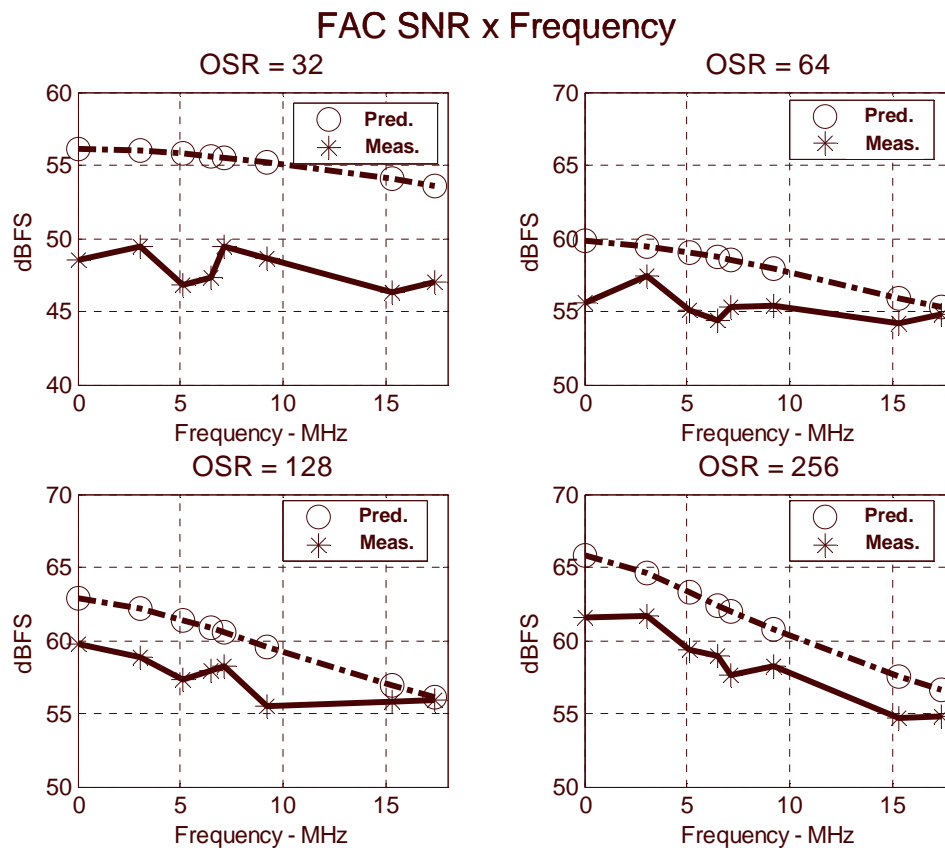 FAC SNR x Frequency
OSR = 32
60
55
50
45
40
dBFS
0
5
10
15
Frequency - MHz
Pred.
Meas.
OSR = 64
70
65
60
55
50
dBFS
0
5
10
15
Frequency - MHz
Pred.
Meas.
OSR = 128
70
65
60
55
50
dBFS
0
5
10
15
Frequency - MHz
Pred.
Meas.
OSR = 256
70
65
60
55
50
dBFS
0
5
10
15
Frequency - MHz
Pred.
Meas.